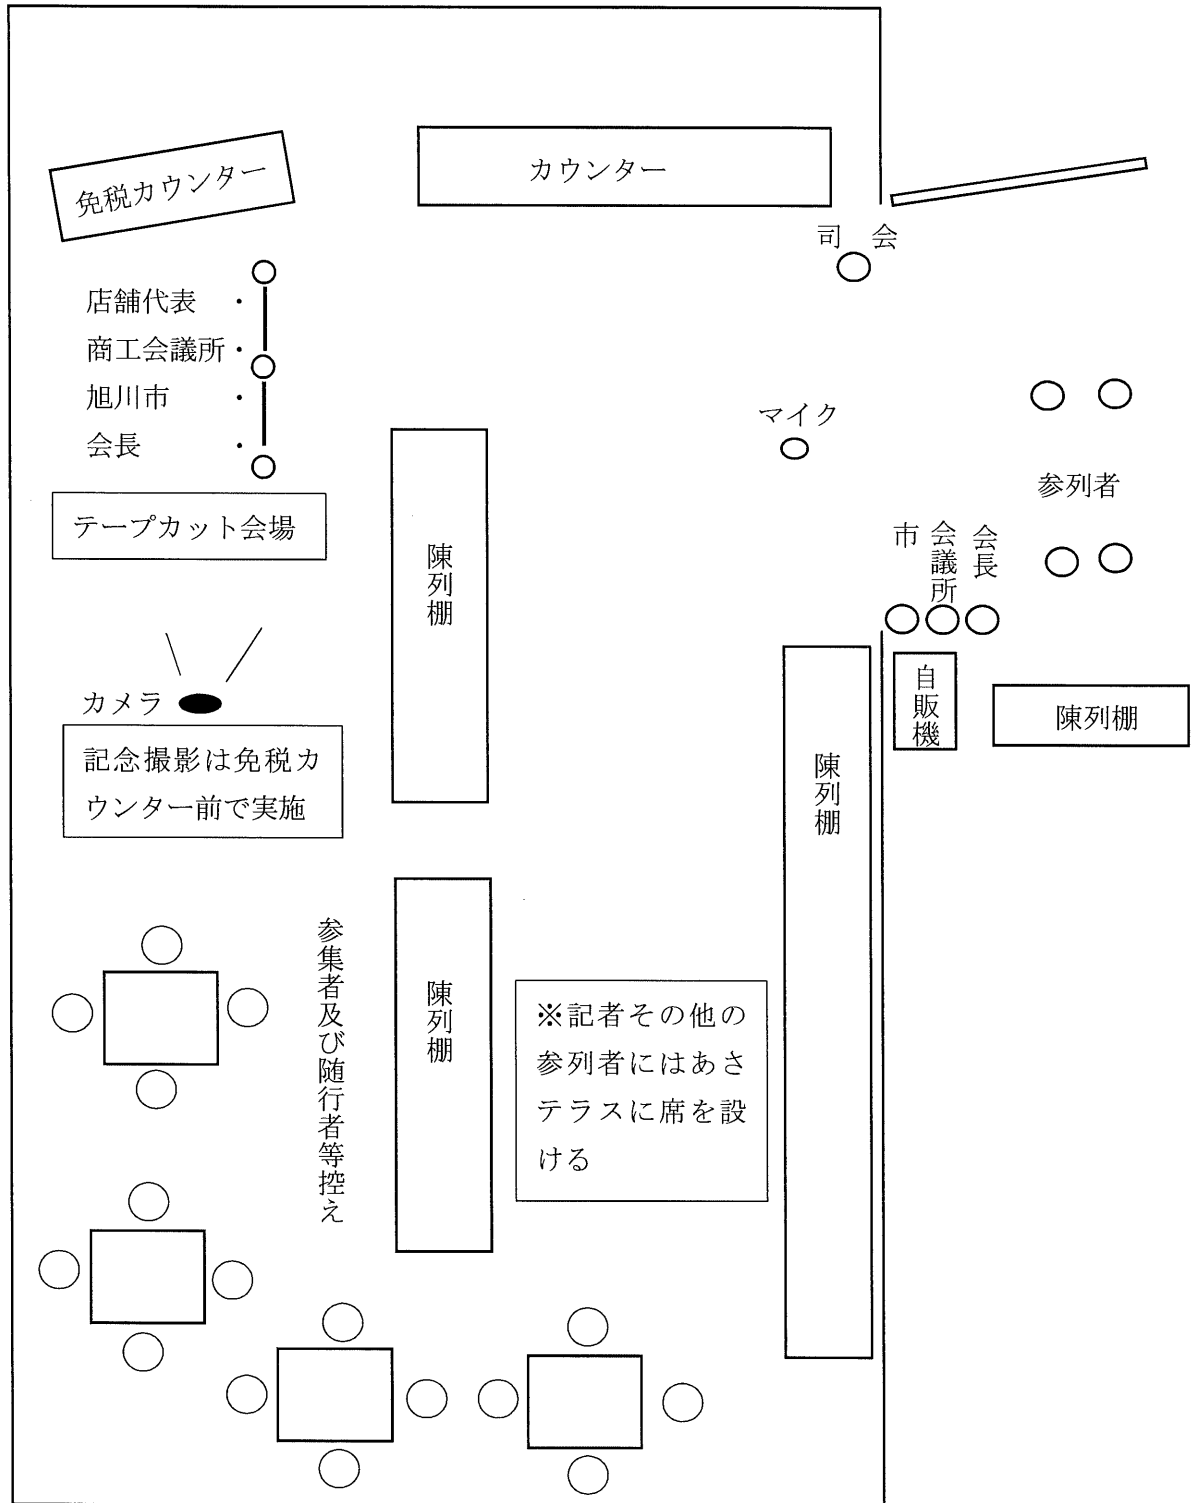 免税カウンター
カウンター
司　会
店舗代表　・
商工会議所・
旭川市　・
会長　・
マイク
参列者
テープカット会場
陳列棚
市
会議所
会長
カメラ
自販機
陳列棚
記念撮影は免税カ
ウンター前で実施
陳列棚
参集者及び随行者等控え
陳列棚
※記者その他の
参列者にはあさ
テラスに席を設
ける